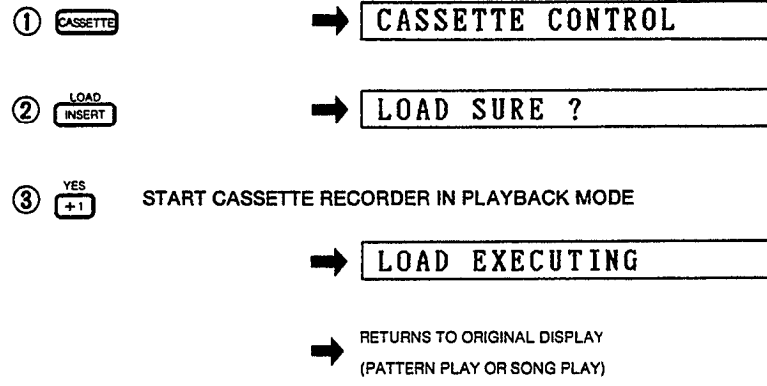 ① CASSETTE ➡ CASSETTE CONTROL
LOAD
② INSERT ➡ LOAD SURE ?
YES
③ +1 START CASSETTE RECORDER IN PLAYBACK MODE
➡ LOAD EXECUTING
➡ RETURNS TO ORIGINAL DISPLAY
(PATTERN PLAY OR SONG PLAY)